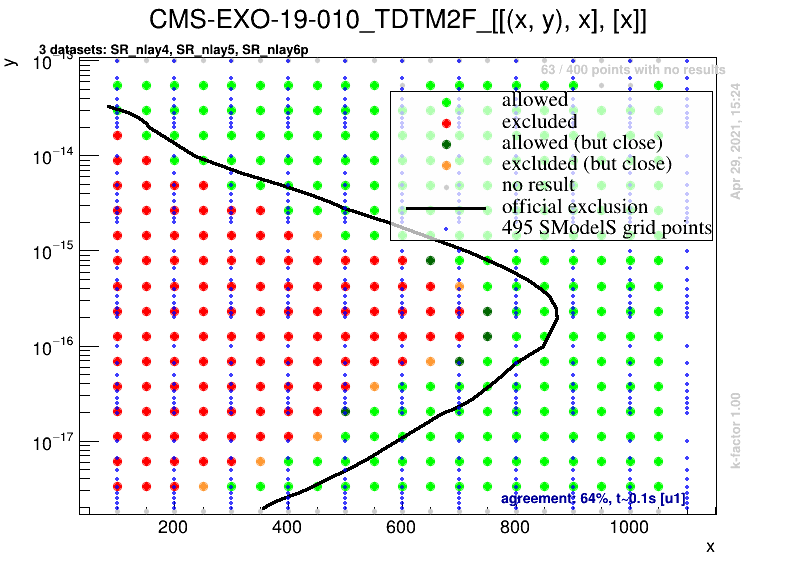 CMS-EXO-19-010_TDTM2F_[[(x, y), x], [x]]
3 datasets: SR_nlay4, SR_nlay5, SR_nlay6p
y
63 / 400 points with no results
Apr 29, 2021, 15:24
allowed
excluded
allowed (but close)
excluded (but close)
no result
official exclusion
495 SModelS grid points
10−13
10−14
10−15
10−16
10−17
k-factor 1.00
agreement: 64%, t~0.1s [u1]
200 400 600 800 1000
x